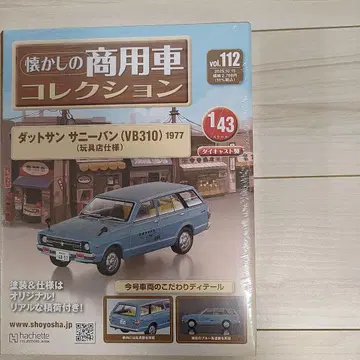 懐かしの商用車
コレクション
vol.112
ダットサン サニーバン(VB310) 1977
(玩具店仕様)
1/43
ダイキャスト製
塗装&仕様は
オリジナル!
リアルな積荷付き!
www.shoyosha.jp
hachette
今号車両のこだわりディテール